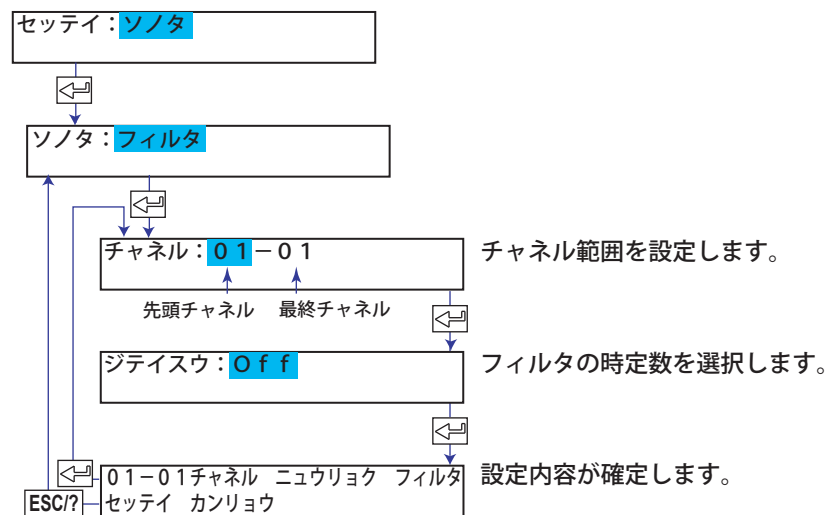 セッテイ：ソノタ
ソノタ：フィルタ
チャネル：０１－０１
チャネル範囲を設定します。
先頭チャネル 最終チャネル
ジテイスウ：Ｏｆｆ
フィルタの時定数を選択します。
０１－０１チャネル　ニュウリョク　フィルタ
設定内容が確定します。
ESC/?
セッテイ　カンリョウ